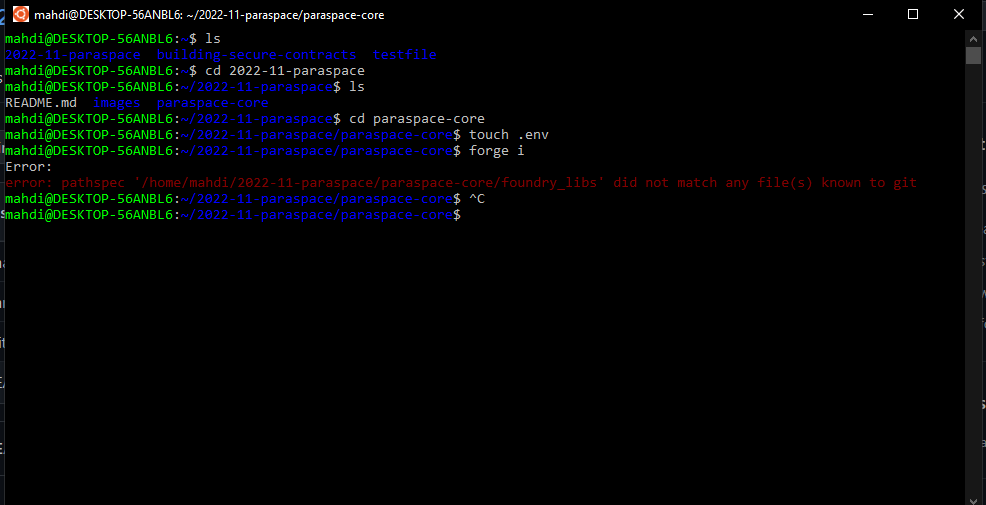 mahdi@DESKTOP-56ANBL6: ~/2022-11-paraspace/paraspace-core
mahdi@DESKTOP-56ANBL6:~$ ls
2022-11-paraspace  building-secure-contracts  testfile
mahdi@DESKTOP-56ANBL6:~$ cd 2022-11-paraspace
mahdi@DESKTOP-56ANBL6:~/2022-11-paraspace$ ls
README.md  images  paraspace-core
mahdi@DESKTOP-56ANBL6:~/2022-11-paraspace$ cd paraspace-core
mahdi@DESKTOP-56ANBL6:~/2022-11-paraspace/paraspace-core$ touch .env
mahdi@DESKTOP-56ANBL6:~/2022-11-paraspace/paraspace-core$ forge i
Error:
error: pathspec '/home/mahdi/2022-11-paraspace/paraspace-core/foundry_libs' did not match any file(s) known to git
mahdi@DESKTOP-56ANBL6:~/2022-11-paraspace/paraspace-core$ ^C
mahdi@DESKTOP-56ANBL6:~/2022-11-paraspace/paraspace-core$